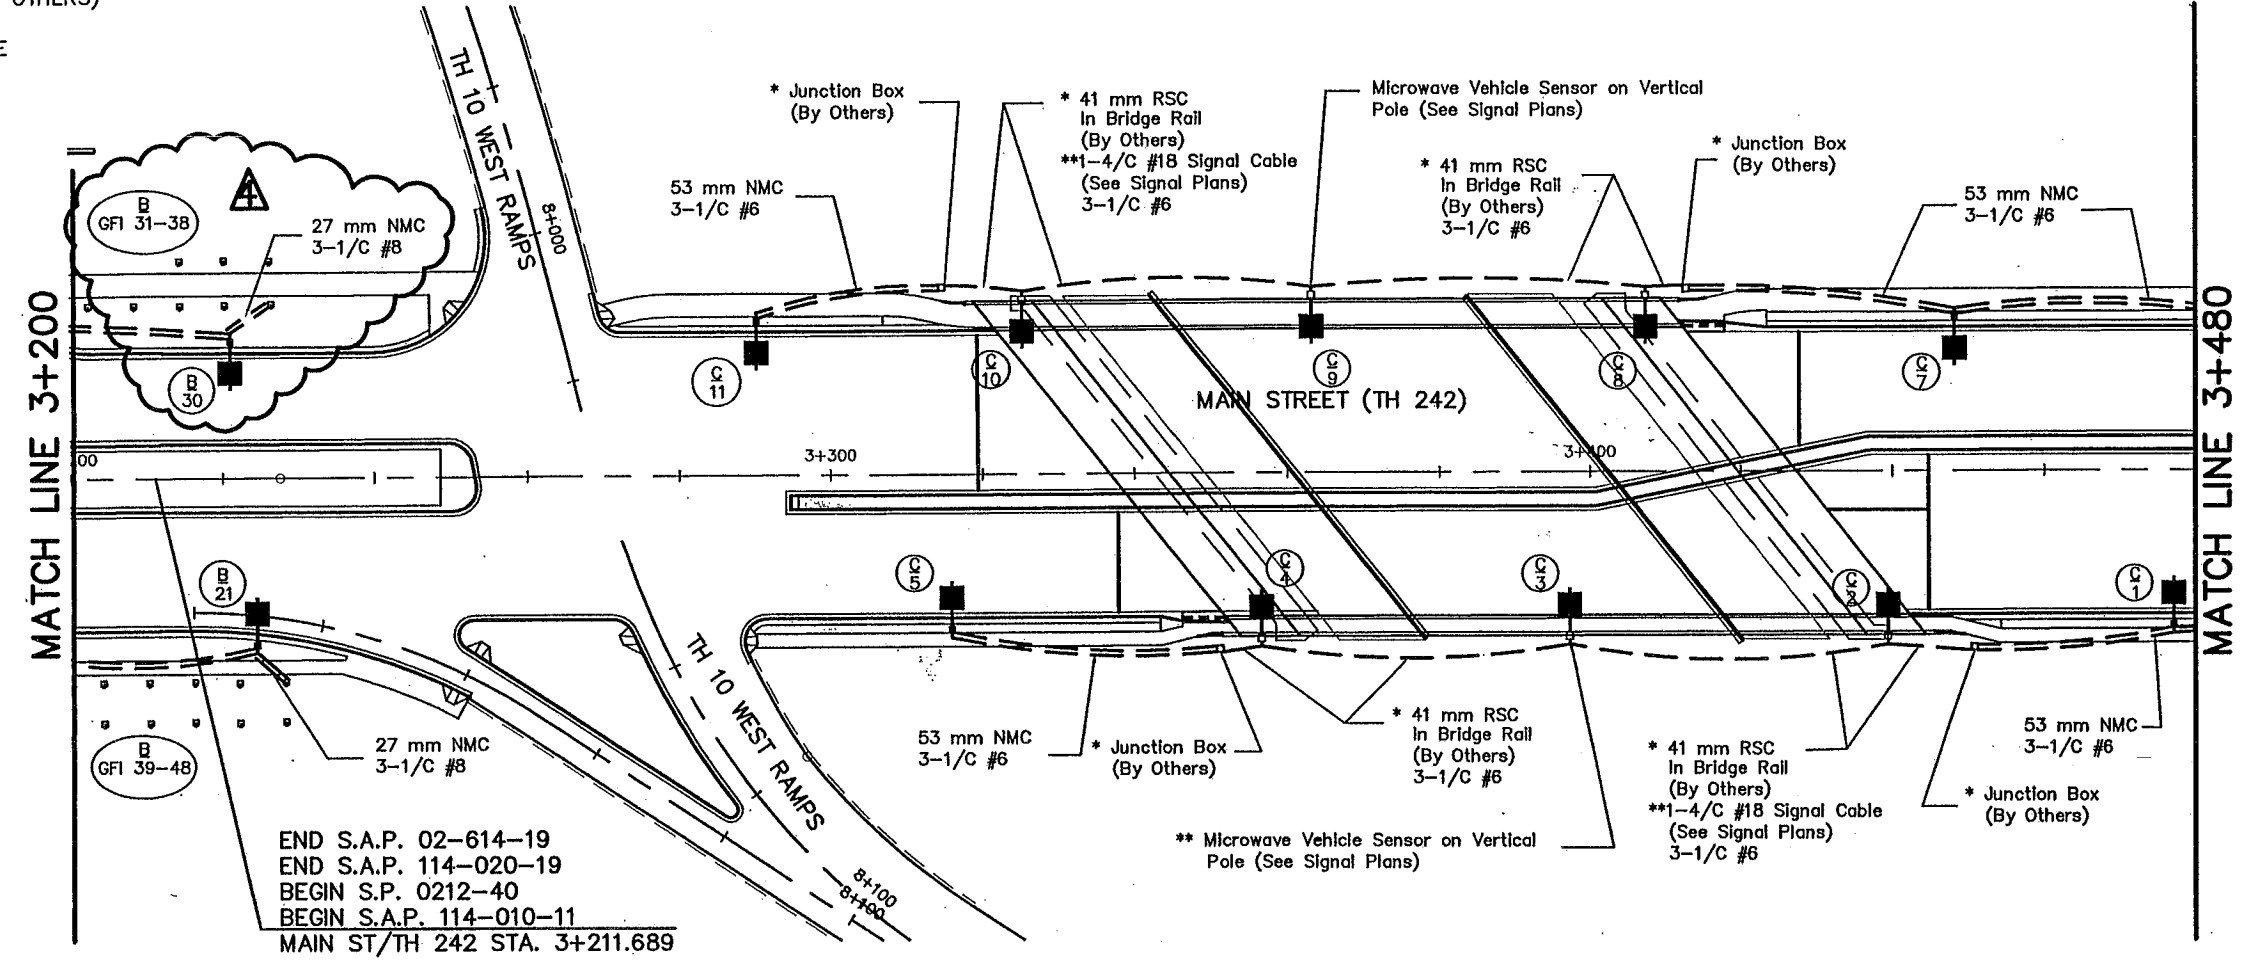 OTHERS)
E
TH 10 WEST RAMPS
8+000
* Junction Box
(By Others)
* 41 mm RSC
In Bridge Rail
(By Others)
**1-4/C #18 Signal Cable
(See Signal Plans)
3-1/C #6
Microwave Vehicle Sensor on Vertical
Pole (See Signal Plans)
* 41 mm RSC
In Bridge Rail
(By Others)
3-1/C #6
* Junction Box
(By Others)
53 mm NMC
3-1/C #6
53 mm NMC
3-1/C #6
B
GFI 31-38
4
27 mm NMC
3-1/C #8
B
30
C
11
C
10
C
9
C
8
C
7
MATCH LINE 3+200
MATCH LINE 3+480
MAIN STREET (TH 242)
00
3+300
3+400
B
21
C
5
C
4
C
3
C
2
C
1
TH 10 WEST RAMPS
B
GFI 39-48
27 mm NMC
3-1/C #8
53 mm NMC
3-1/C #6
* Junction Box
(By Others)
* 41 mm RSC
In Bridge Rail
(By Others)
3-1/C #6
* 41 mm RSC
In Bridge Rail
(By Others)
**1-4/C #18 Signal Cable
(See Signal Plans)
3-1/C #6
53 mm NMC
3-1/C #6
* Junction Box
(By Others)
** Microwave Vehicle Sensor on Vertical
Pole (See Signal Plans)
8+100
8+100
END S.A.P. 02-614-19
END S.A.P. 114-020-19
BEGIN S.P. 0212-40
BEGIN S.A.P. 114-010-11
MAIN ST/TH 242 STA. 3+211.689